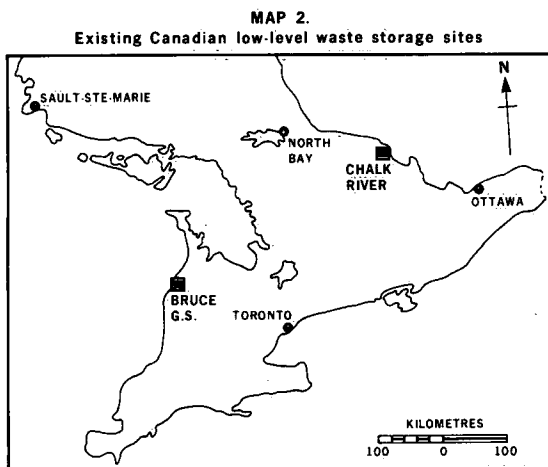 MAP 2.
Existing Canadian low-level waste storage sites
N
SAULT-STE-MARIE
NORTH
BAY
CHALK
RIVER
OTTAWA
BRUCE
G.S.
TORONTO
KILOMETRES
100 0 100